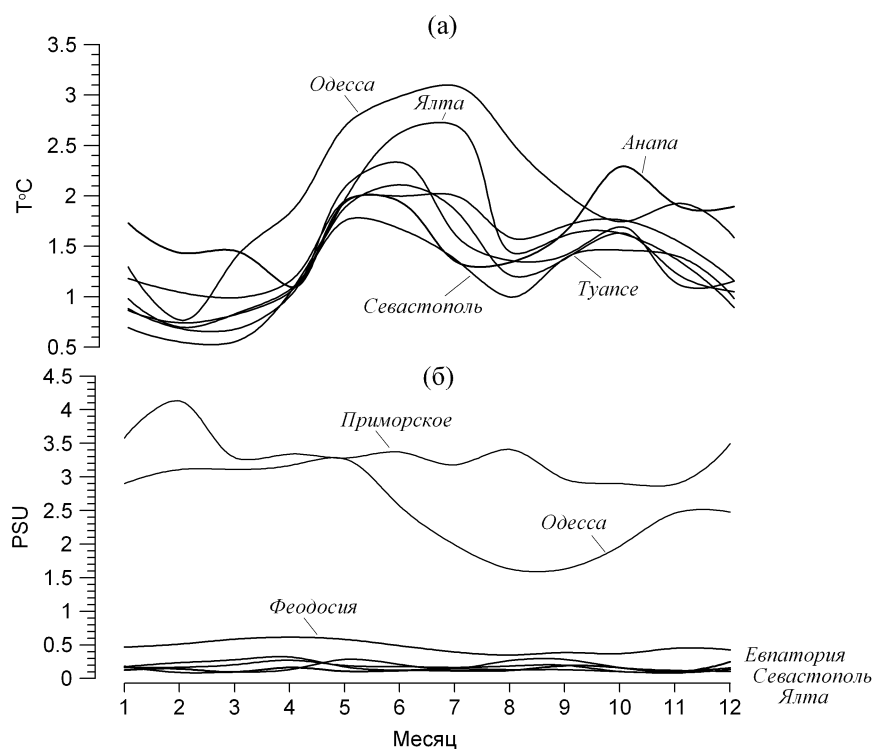 (а)
3.5
3
2.5
2
1.5
1
0.5
T°C
Одесса
Ялта
Анапа
Севастополь
Туапсе
(б)
4.5
4
3.5
3
2.5
2
1.5
1
0.5
0
PSU
Приморское
Одесса
Феодосия
Евпатория
Севастополь
Ялта
1 2 3 4 5 6 7 8 9 10 11 12
Месяц